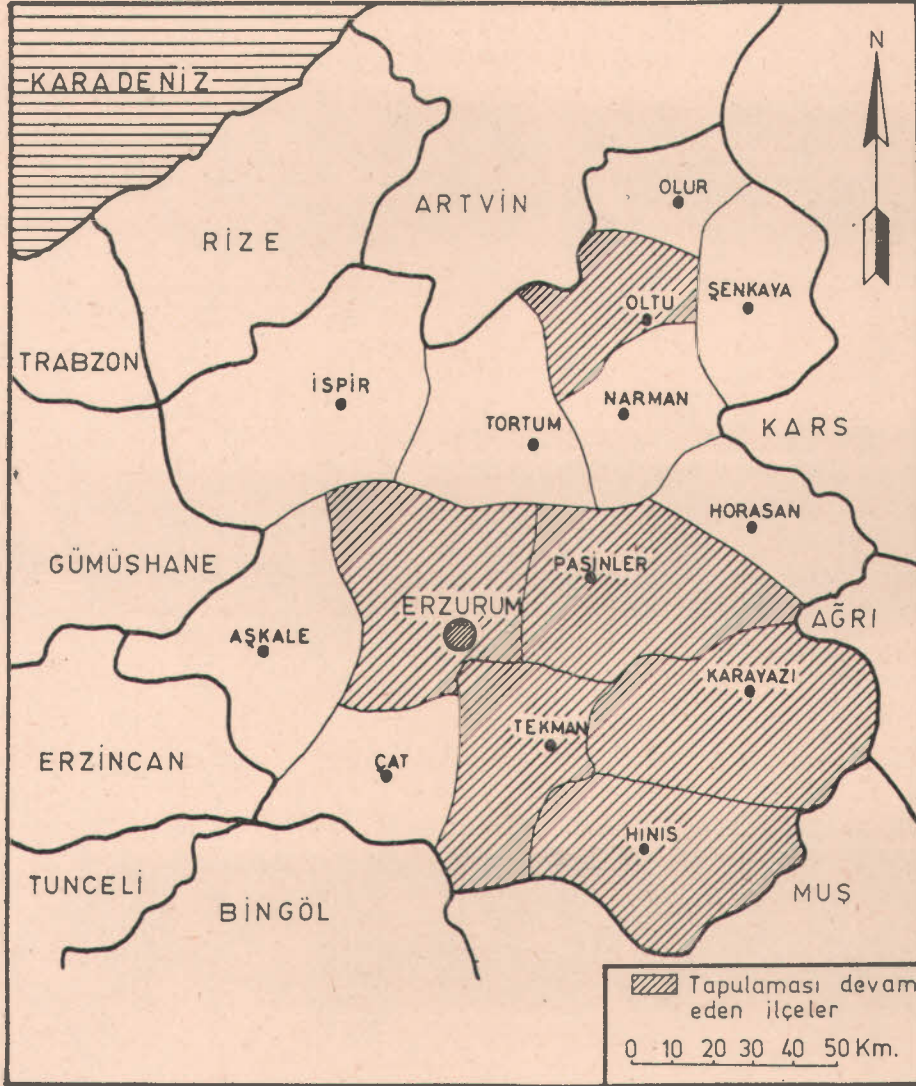 KARADENİZ
N
ARTVİN
OLUR
RİZE
OLTU
ŞENKAYA
TRABZON
İSPİR
TORTUM
NARMAN
KARS
HORASAN
GÜMÜŞHANE
PASİNLER
ERZURUM
AĞRI
AŞKALE
KARAYAZI
TEKMAN
ERZİNCAN
ÇAT
HINIS
TUNCELİ
BİNGÖL
MUŞ
Tapulaması devam
eden ilçeler
0 10 20 30 40 50 Km.